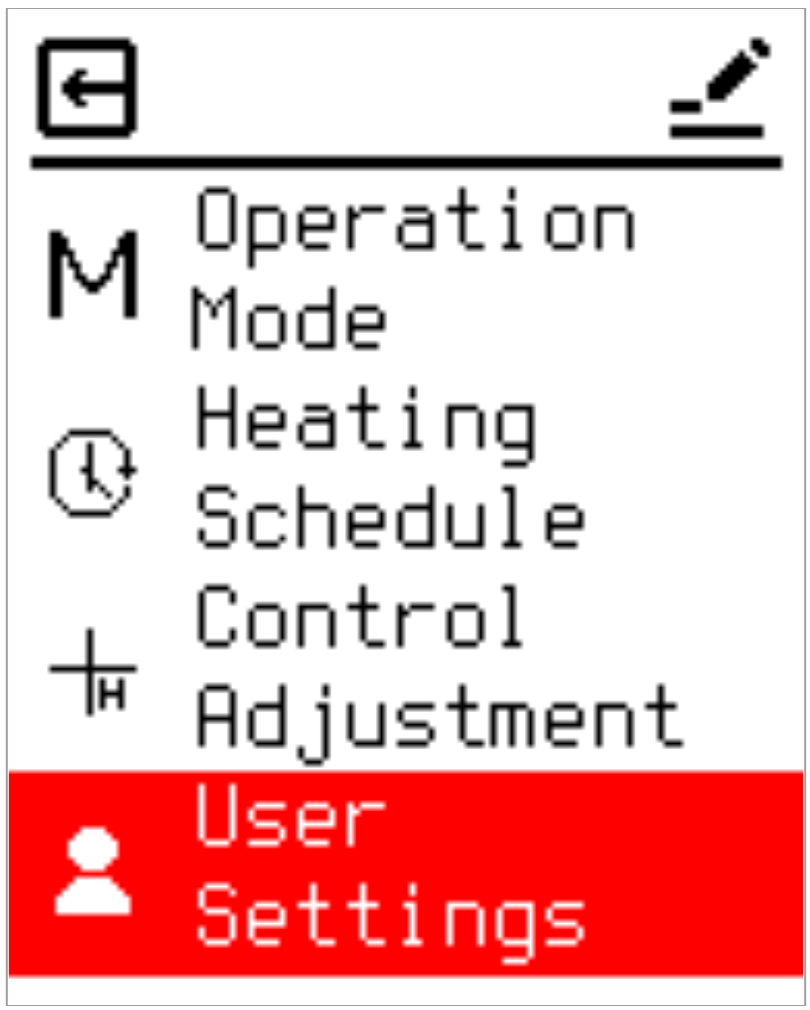 M Operation
Mode
Heating
Schedule
H Control
Adjustment
User
Settings